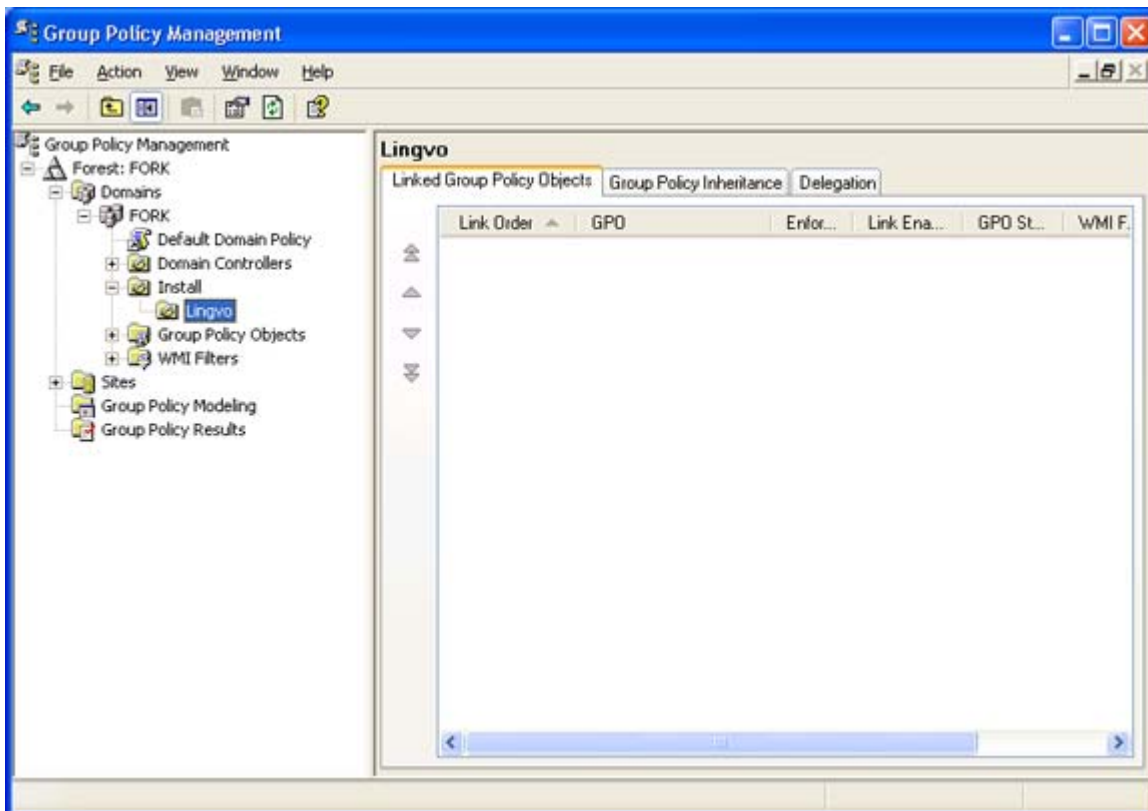 Group Policy Management
File Action View Window Help
Group Policy Management
Forest: FORK
Domains
FORK
Default Domain Policy
Domain Controllers
Install
Lingvo
Group Policy Objects
WMI Filters
Sites
Group Policy Modeling
Group Policy Results
Lingvo
Linked Group Policy Objects Group Policy Inheritance Delegation
Link Order GPO Enfor... Link Ena... GPO St... WMI F.